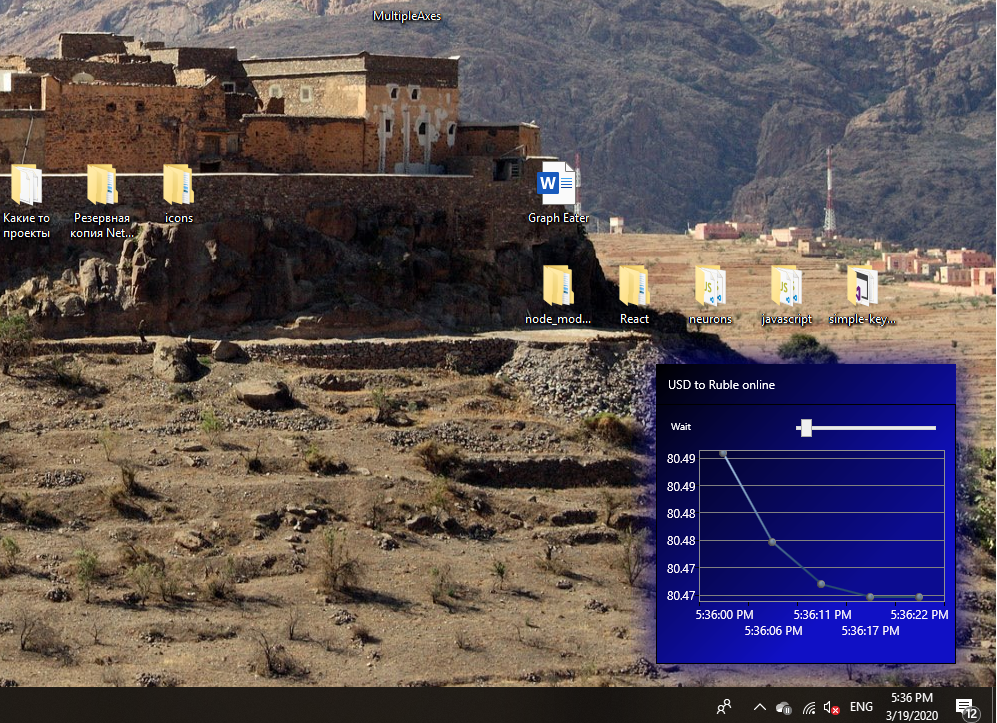 MultipleAxes
Какие то
проекты
Резервная
копия Net...
icons
Graph Eater
node_mod...
React
neurons
javascript
simple-key...
USD to Ruble online
Wait
80.49
80.49
80.48
80.48
80.47
80.47
5:36:00 PM
5:36:11 PM
5:36:22 PM
5:36:06 PM
5:36:17 PM
ENG
5:36 PM
3/19/2020
12